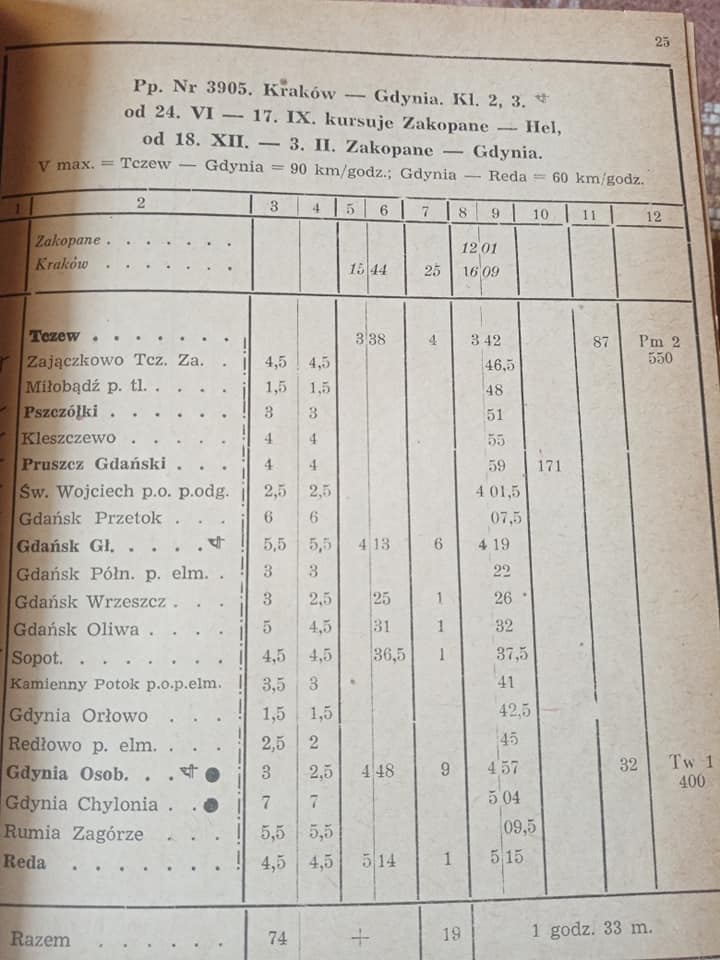 25
Pp. Nr 3905. Kraków — Gdynia. Kl. 2, 3.
od 24. VI — 17. IX. kursuje Zakopane — Hel,
od 18. XII. — 3. II. Zakopane — Gdynia.
V max. = Tczew — Gdynia = 90 km/godz.; Gdynia — Reda = 60 km/godz.
1 2 3 4 5 6 7 8 9 10 11 12
Zakopane . . . . . . . 12 01
Kraków . . . . . . . 15 44 25 16 09
Tczew . . . . . . . 3 38 4 3 42 87 Pm 2
Zajączkowo Tcz. Za. . 4,5 4,5 46,5 550
Miłobądź p. tl. . . . . 1,5 1,5 48
Pszczółki . . . . . . 3 3 51
Kleszczewo . . . . . 4 4 55
Pruszcz Gdański . . . 4 4 59 171
Św. Wojciech p.o. p.odg. 2,5 2,5 4 01,5
Gdańsk Przetok . . . 6 6 07,5
Gdańsk Gł. . . . . 5,5 5,5 4 13 6 4 19
Gdańsk Półn. p. elm. . 3 3 22
Gdańsk Wrzeszcz . . . 3 2,5 25 1 26
Gdańsk Oliwa . . . . 5 4,5 31 1 32
Sopot. . . . . . . . 4,5 4,5 36,5 1 37,5
Kamienny Potok p.o.p.elm. 3,5 3 41
Gdynia Orłowo . . . 1,5 1,5 42,5
Redłowo p. elm. . . . 2,5 2 45
Gdynia Osob. . . 3 2,5 4 48 9 4 57 32 Tw 1
400
Gdynia Chylonia . . 7 7 5 04
Rumia Zagórze . . . 5,5 5,5 09,5
Reda . . . . . . . 4,5 4,5 5 14 1 5 15
Razem . . . . . . 74 + 19 1 godz. 33 m.